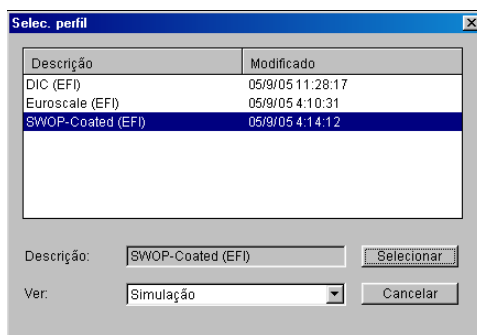 Selec. perfil
Descrição Modificado
DIC (EFI) 05/9/05 11:28:17
Euroscale (EFI) 05/9/05 4:10:31
SWOP-Coated (EFI) 05/9/05 4:14:12
Descrição: SWOP-Coated (EFI) Selecionar
Ver: Simulação Cancelar